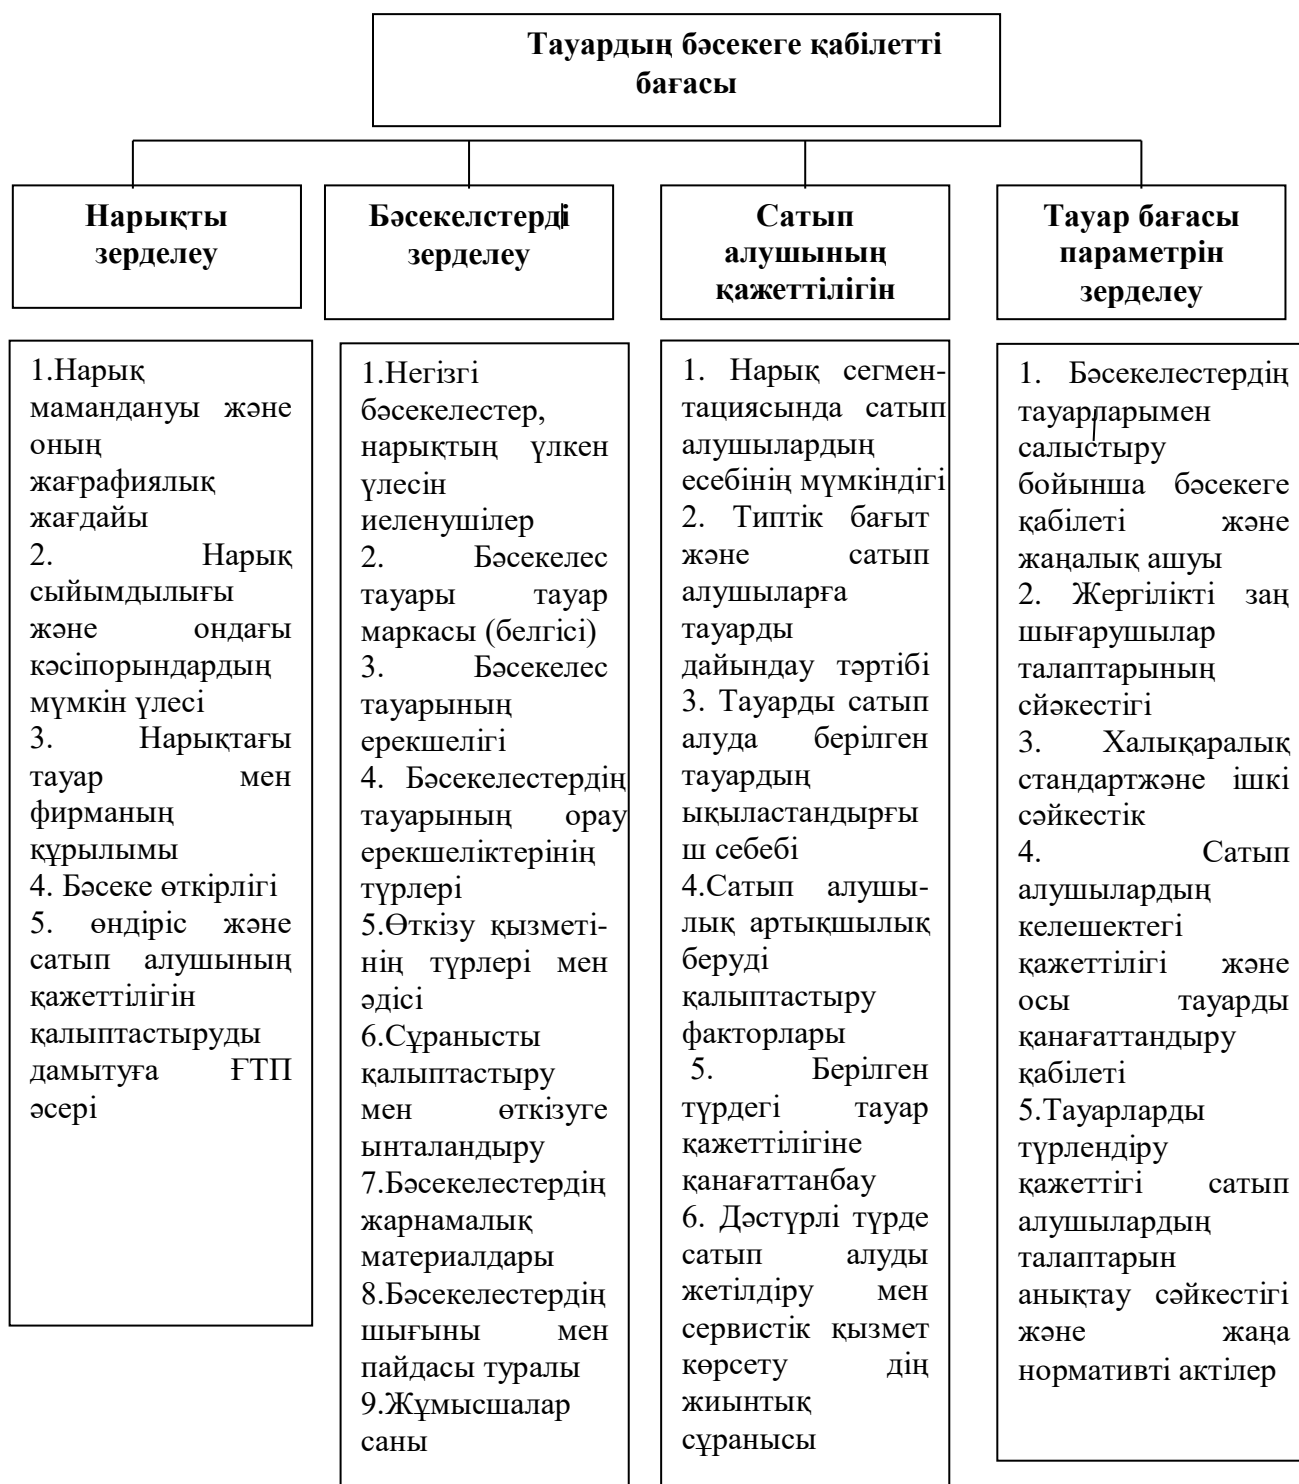 Тауардың бәсекеге қабілетті
бағасы
Нарықты
зерделеу
Бәсекелстерді
зерделеу
Сатып
алушының
қажеттілігін
Тауар бағасы
параметрін
зерделеу
1.Нарық
мамандануы және
оның
жағрафиялық
жағдайы
2. Нарық
сыйымдылығы
және ондағы
кәсіпорындардың
мүмкін үлесі
3. Нарықтағы
тауар мен
фирманың
құрылымы
4. Бәсеке өткірлігі
5. өндіріс және
сатып алушының
қажеттілігін
қалыптастыруды
дамытуға ҒТП
әсері
1.Негізгі
бәсекелестер,
нарықтың үлкен
үлесін
иеленушілер
2. Бәсекелес
тауары тауар
маркасы (белгісі)
3. Бәсекелес
тауарының
ерекшелігі
4. Бәсекелестердің
тауарының орау
ерекшеліктерінің
түрлері
5.Өткізу қызметі-
нің түрлері мен
әдісі
6.Сұранысты
қалыптастыру
мен өткізуге
ынталандыру
7.Бәсекелестердің
жарнамалық
материалдары
8.Бәсекелестердің
шығыны мен
пайдасы туралы
9.Жұмысшалар
саны
1. Нарық сегмен-
тациясында сатып
алушылардың
есебінің мүмкіндігі
2. Типтік бағыт
және сатып
алушыларға
тауарды
дайындау тәртібі
3. Тауарды сатып
алуда берілген
тауардың
ықыластандырғы
ш себебі
4.Сатып алушы-
лық артықшылық
беруді
қалыптастыру
факторлары
5. Берілген
түрдегі тауар
қажеттілігіне
қанағаттанбау
6. Дәстүрлі түрде
сатып алуды
жетілдіру мен
сервистік қызмет
көрсету дің
жиынтық
сұранысы
1. Бәсекелестердің
тауарларымен
салыстыру
бойынша бәсекеге
қабілеті және
жаңалық ашуы
2. Жергілікті заң
шығарушылар
талаптарының
сйәкестігі
3. Халықаралық
стандартжәне ішкі
сәйкестік
4. Сатып
алушылардың
келешектегі
қажеттілігі және
осы тауарды
қанағаттандыру
қабілеті
5.Тауарларды
түрлендіру
қажеттігі сатып
алушылардың
талаптарын
анықтау сәйкестігі
және жаңа
нормативті актілер